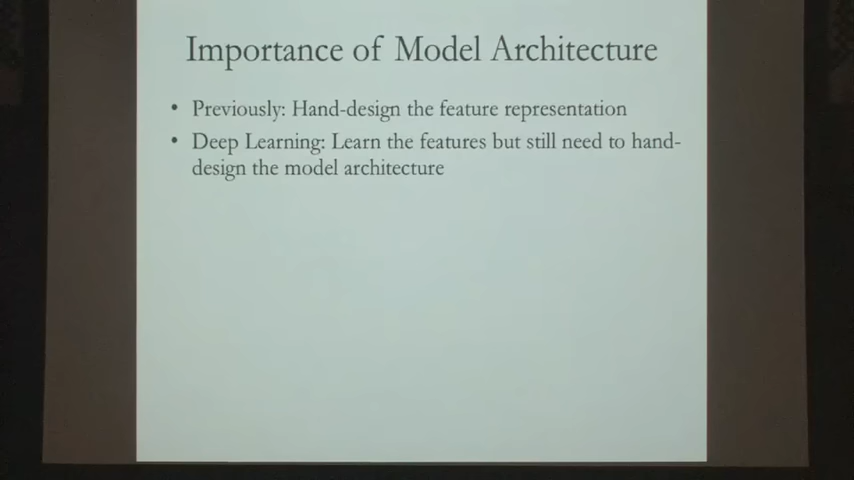 Importance of Model Architecture
• Previously: Hand-design the feature representation
• Deep Learning: Learn the features but still need to hand-
design the model architecture